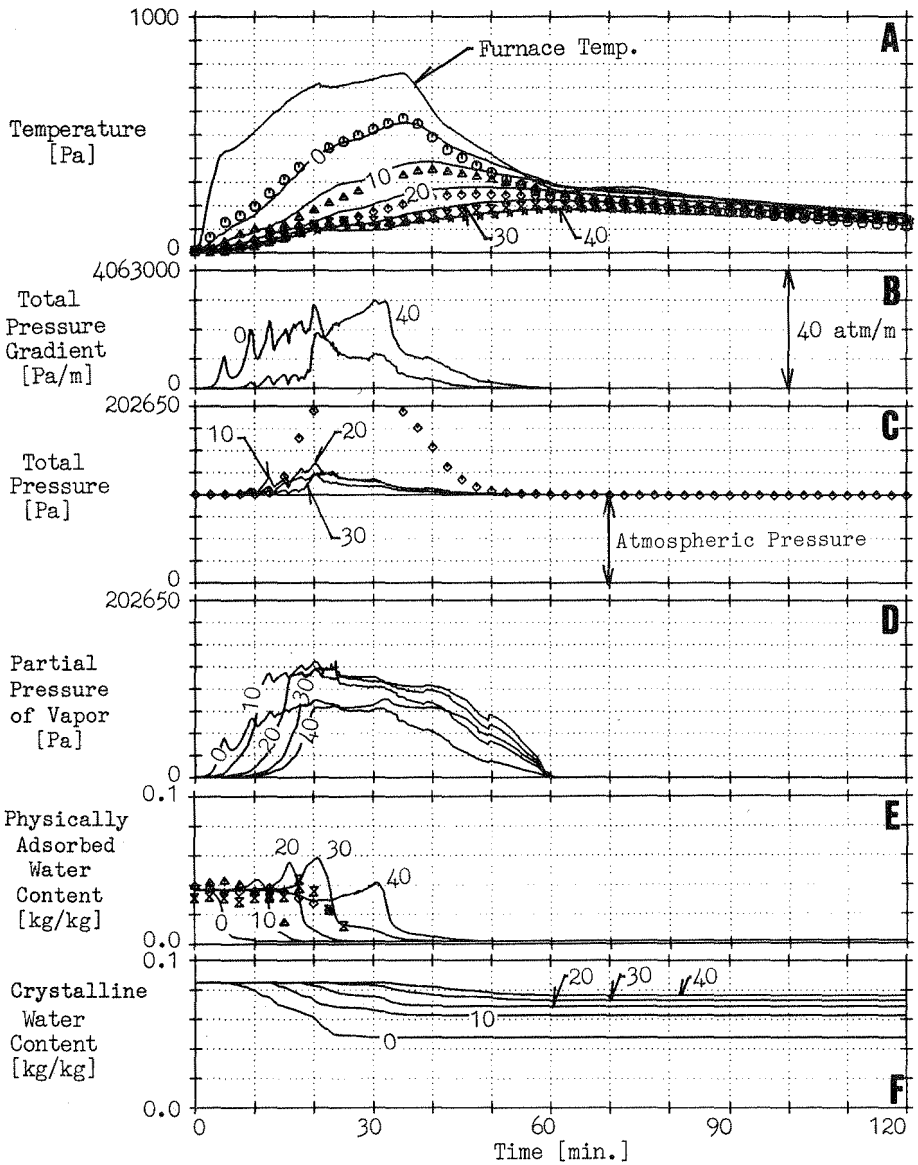 1000
A
Furnace Temp.
Temperature
[Pa]
0
10
20
30
40
0
4063000
B
Total
Pressure
Gradient
[Pa/m]
0
40
40 atm/m
0
202650
C
10
20
Total
Pressure
[Pa]
30
Atmospheric Pressure
0
202650
D
Partial
Pressure
of Vapor
[Pa]
0
10
20
30
40
0
0.1
E
Physically
Adsorbed
Water
Content
[kg/kg]
20
30
40
0
10
0.0
0.1
Crystalline
Water
Content
[kg/kg]
20
30
40
10
0
F
0.0
0
30
60
90
120
Time [min.]